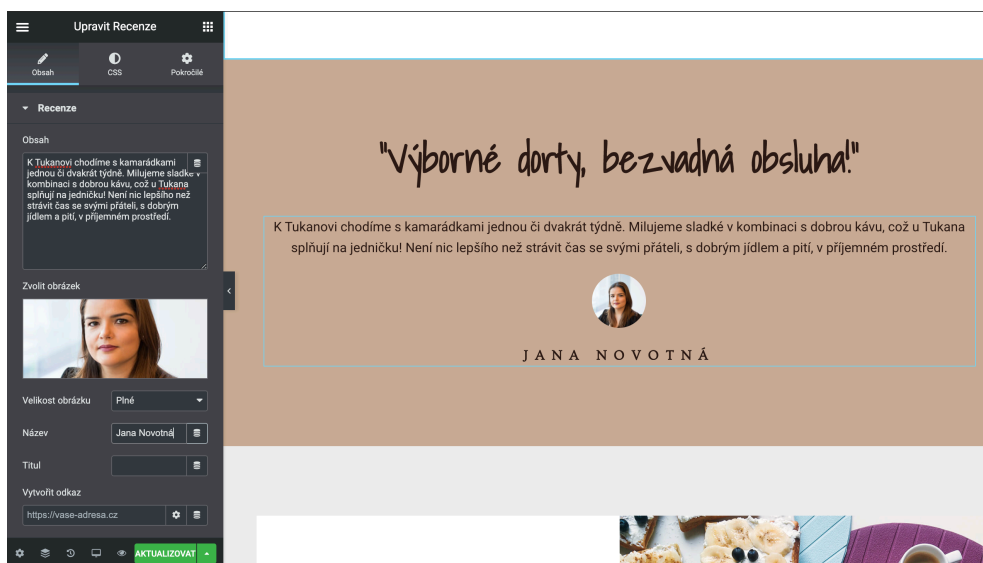 Upravit Recenze
Obsah
CSS
Pokročilé
Recenze
Obsah
K Tukanovi chodíme s kamarádkami
jednou či dvakrát týdně. Milujeme sladké v
kombinaci s dobrou kávu, což u Tukana
splňují na jedničku! Není nic lepšího než
strávit čas se svými přáteli, s dobrým
jídlem a pití, v příjemném prostředí.
Zvolit obrázek
Velikost obrázku
Plné
Název
Jana Novotná
Titul
Vytvořit odkaz
https://vase-adresa.cz
AKTUALIZOVAT
"Výborné dorty, bezvadná obsluha!"
K Tukanovi chodíme s kamarádkami jednou či dvakrát týdně. Milujeme sladké v kombinaci s dobrou kávu, což u Tukana
splňují na jedničku! Není nic lepšího než strávit čas se svými přáteli, s dobrým jídlem a pití, v příjemném prostředí.
JANA NOVOTNÁ